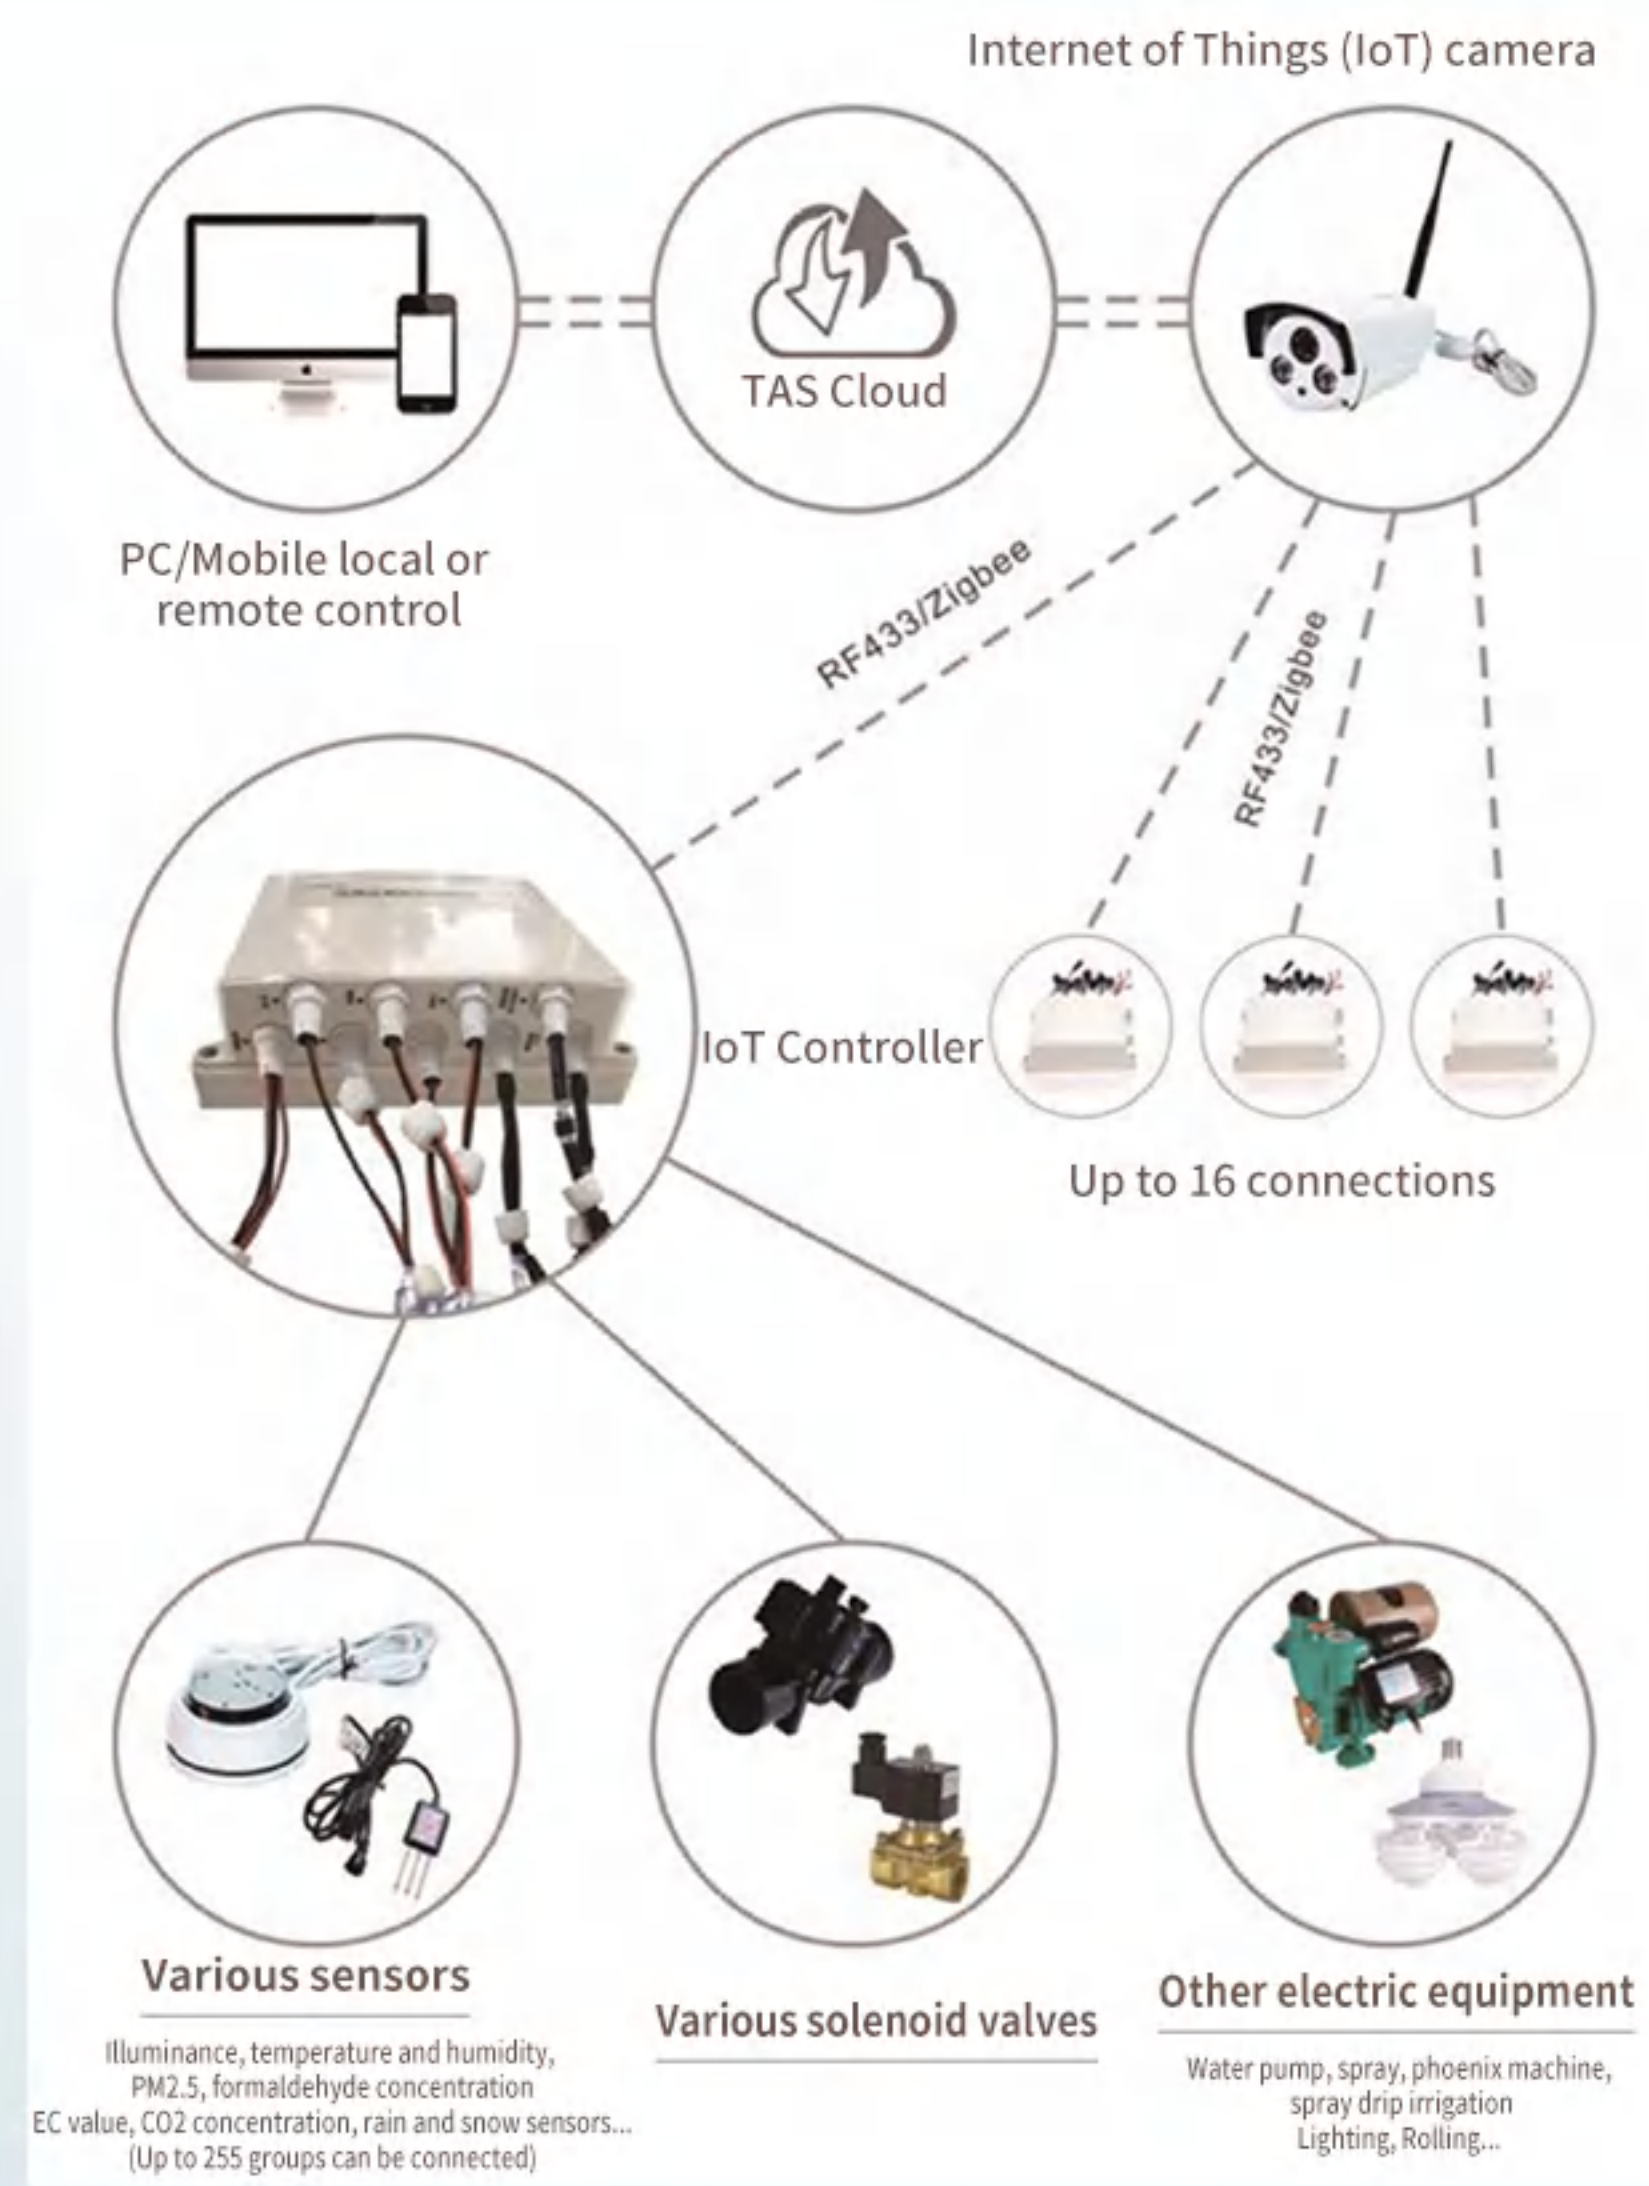 Internet of Things (IoT) camera
TAS Cloud
PC/Mobile local or
remote control
RF433/Zigbee
RF433/Zigbee
IoT Controller
Up to 16 connections
Various sensors
Illuminance, temperature and humidity,
PM2.5, formaldehyde concentration
EC value, CO2 concentration, rain and snow sensors...
(Up to 255 groups can be connected)
Various solenoid valves
Other electric equipment
Water pump, spray, phoenix machine,
spray drip irrigation
Lighting, Rolling...